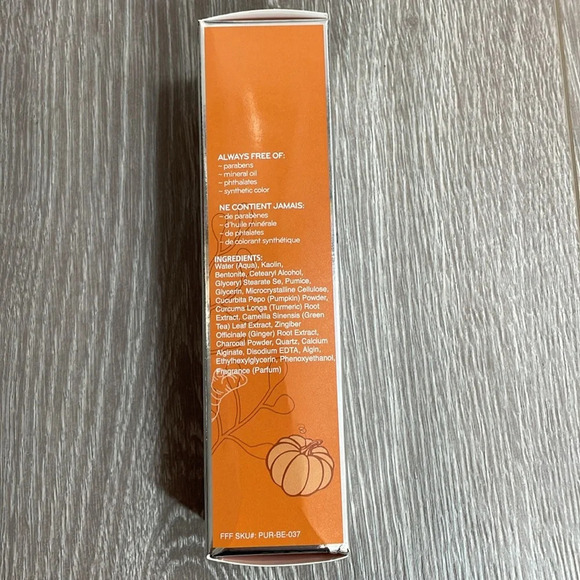 ALWAYS FREE OF:
– parabens
– mineral oil
– phthalates
– synthetic color
NE CONTIENT JAMAIS:
– de parabènes
– d'huile minérale
– de phtalates
– de colorant synthétique
INGREDIENTS:
Water (Aqua), Kaolin,
Bentonite, Cetearyl Alcohol,
Glyceryl Stearate Se, Pumice,
Glycerin, Microcrystalline Cellulose,
Cucurbita Pepo (Pumpkin) Powder,
Curcuma Longa (Turmeric) Root
Extract, Camellia Sinensis (Green
Tea) Leaf Extract, Zingiber
Officinale (Ginger) Root Extract,
Charcoal Powder, Quartz, Calcium
Alginate, Disodium EDTA, Algin,
Ethylhexylglycerin, Phenoxyethanol,
Fragrance (Parfum)
FFF SKU#: PUR-BE-037